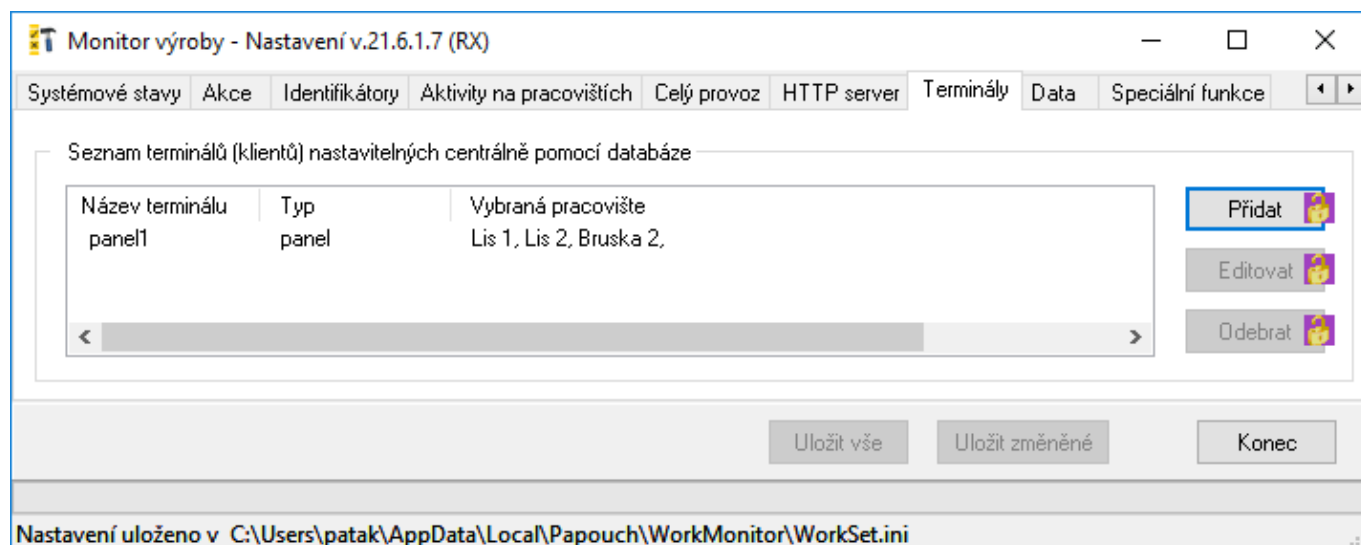 Monitor výroby - Nastavení v.21.6.1.7 (RX)
Systémové stavy Akce Identifikátory Aktivity na pracovištích Celý provoz HTTP server Terminály Data Speciální funkce
Seznam terminálů (klientů) nastavitelných centrálně pomocí databáze
Název terminálu Typ Vybraná pracovište
panel1 panel Lis 1, Lis 2, Bruska 2,
Přidat
Editovat
Odebrat
Uložit vše Uložit změněné Konec
Nastavení uloženo v C:\Users\patak\AppData\Local\Papouch\WorkMonitor\WorkSet.ini